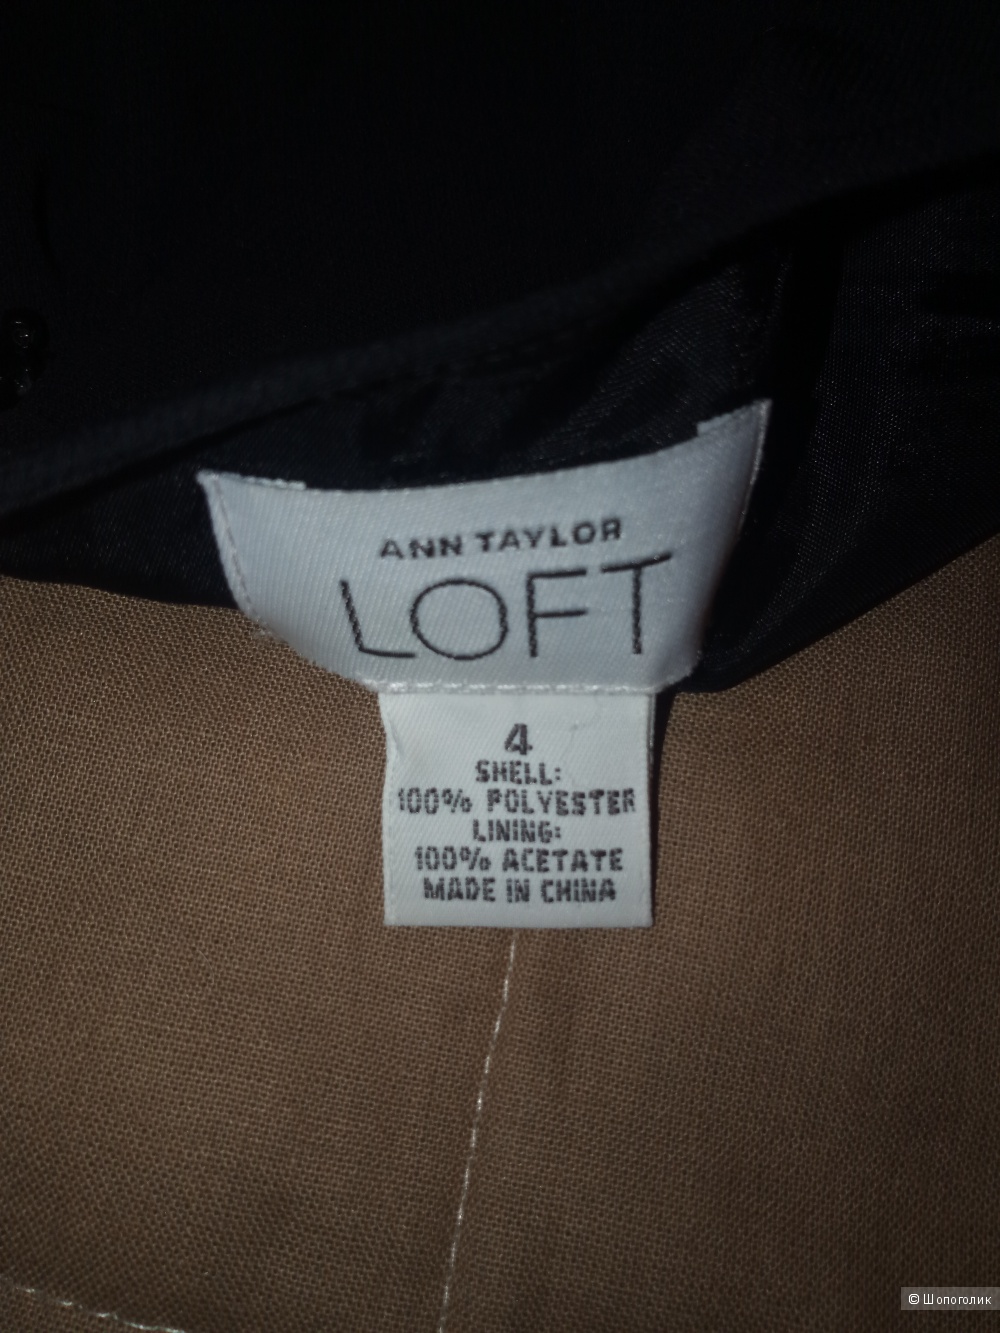 ANN TAYLOR
LOFT
4
SHELL:
100% POLYESTER
LINING:
100% ACETATE
MADE IN CHINA
© Шопоголик